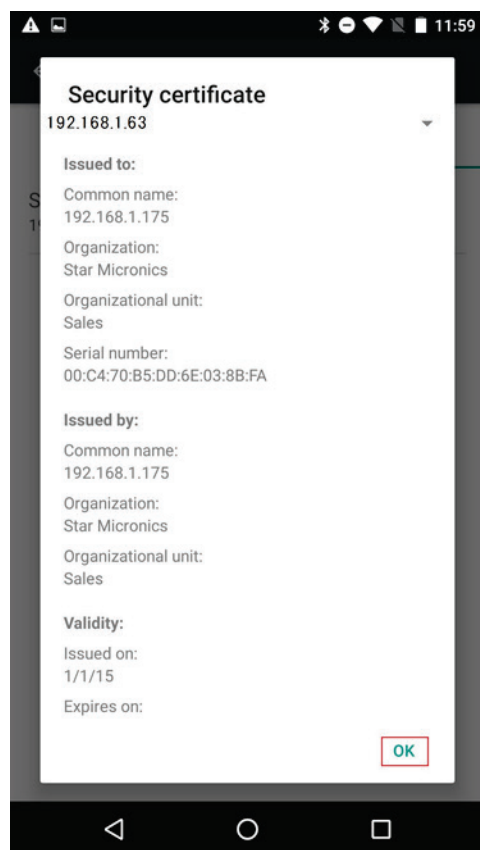 11:59
Security certificate
192.168.1.63
Issued to:
Common name:
192.168.1.175
Organization:
Star Micronics
Organizational unit:
Sales
Serial number:
00:C4:70:B5:DD:6E:03:8B:FA
Issued by:
Common name:
192.168.1.175
Organization:
Star Micronics
Organizational unit:
Sales
Validity:
Issued on:
1/1/15
Expires on:
OK
S
1